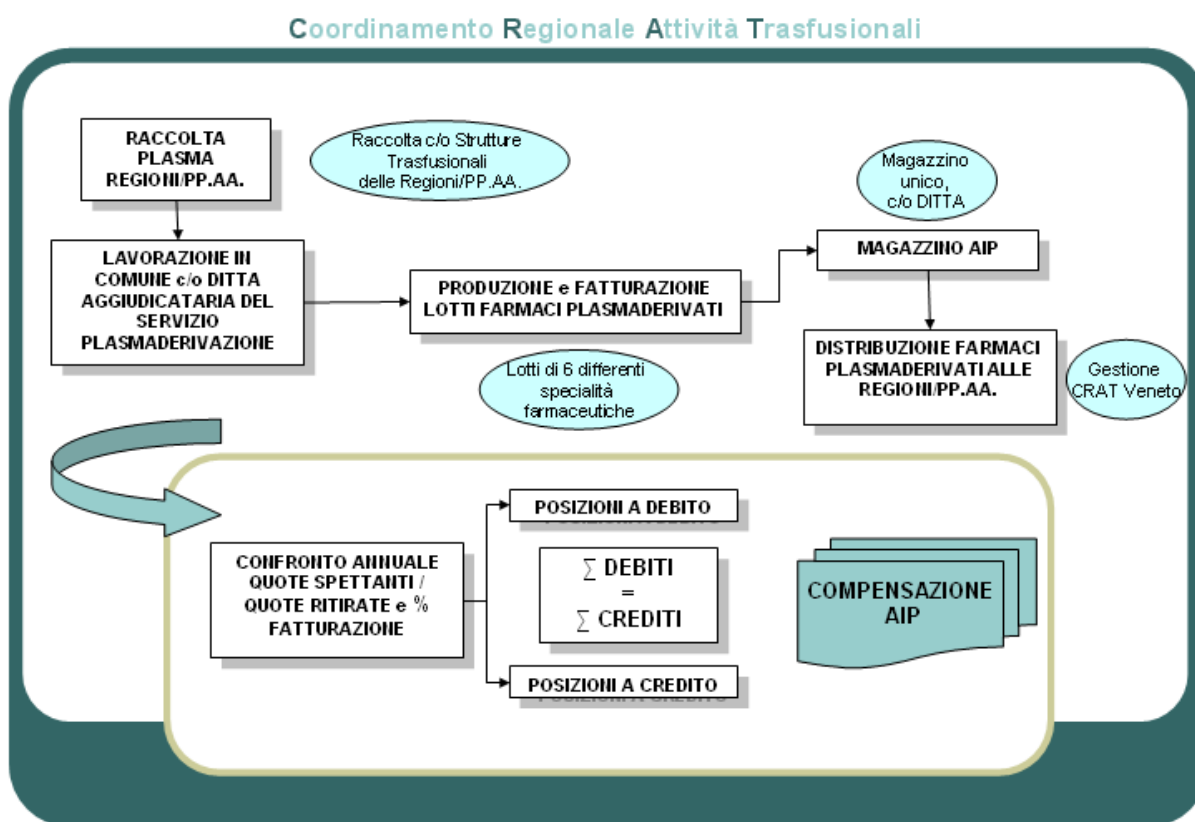 Coordinamento Regionale Attività Trasfusionali
RACCOLTA
PLASMA
REGIONI/PP.AA.
Raccolta c/o Strutture
Trasfusionali
delle Regioni/PP.AA.
Magazzino
unico,
c/o DITTA
LAVORAZIONE IN
COMUNE c/o DITTA
AGGIUDICATARIA DEL
SERVIZIO
PLASMADERIVAZIONE
PRODUZIONE e FATTURAZIONE
LOTTI FARMACI PLASMADERIVATI
MAGAZZINO AIP
Lotti di 6 differenti
specialità
farmaceutiche
DISTRIBUZIONE FARMACI
PLASMADERIVATI ALLE
REGIONI/PP.AA.
Gestione
CRAT Veneto
CONFRONTO ANNUALE
QUOTE SPETTANTI /
QUOTE RITIRATE e %
FATTURAZIONE
POSIZIONI A DEBITO
∑ DEBITI
=
∑ CREDITI
POSIZIONI A CREDITO
COMPENSAZIONE
AIP